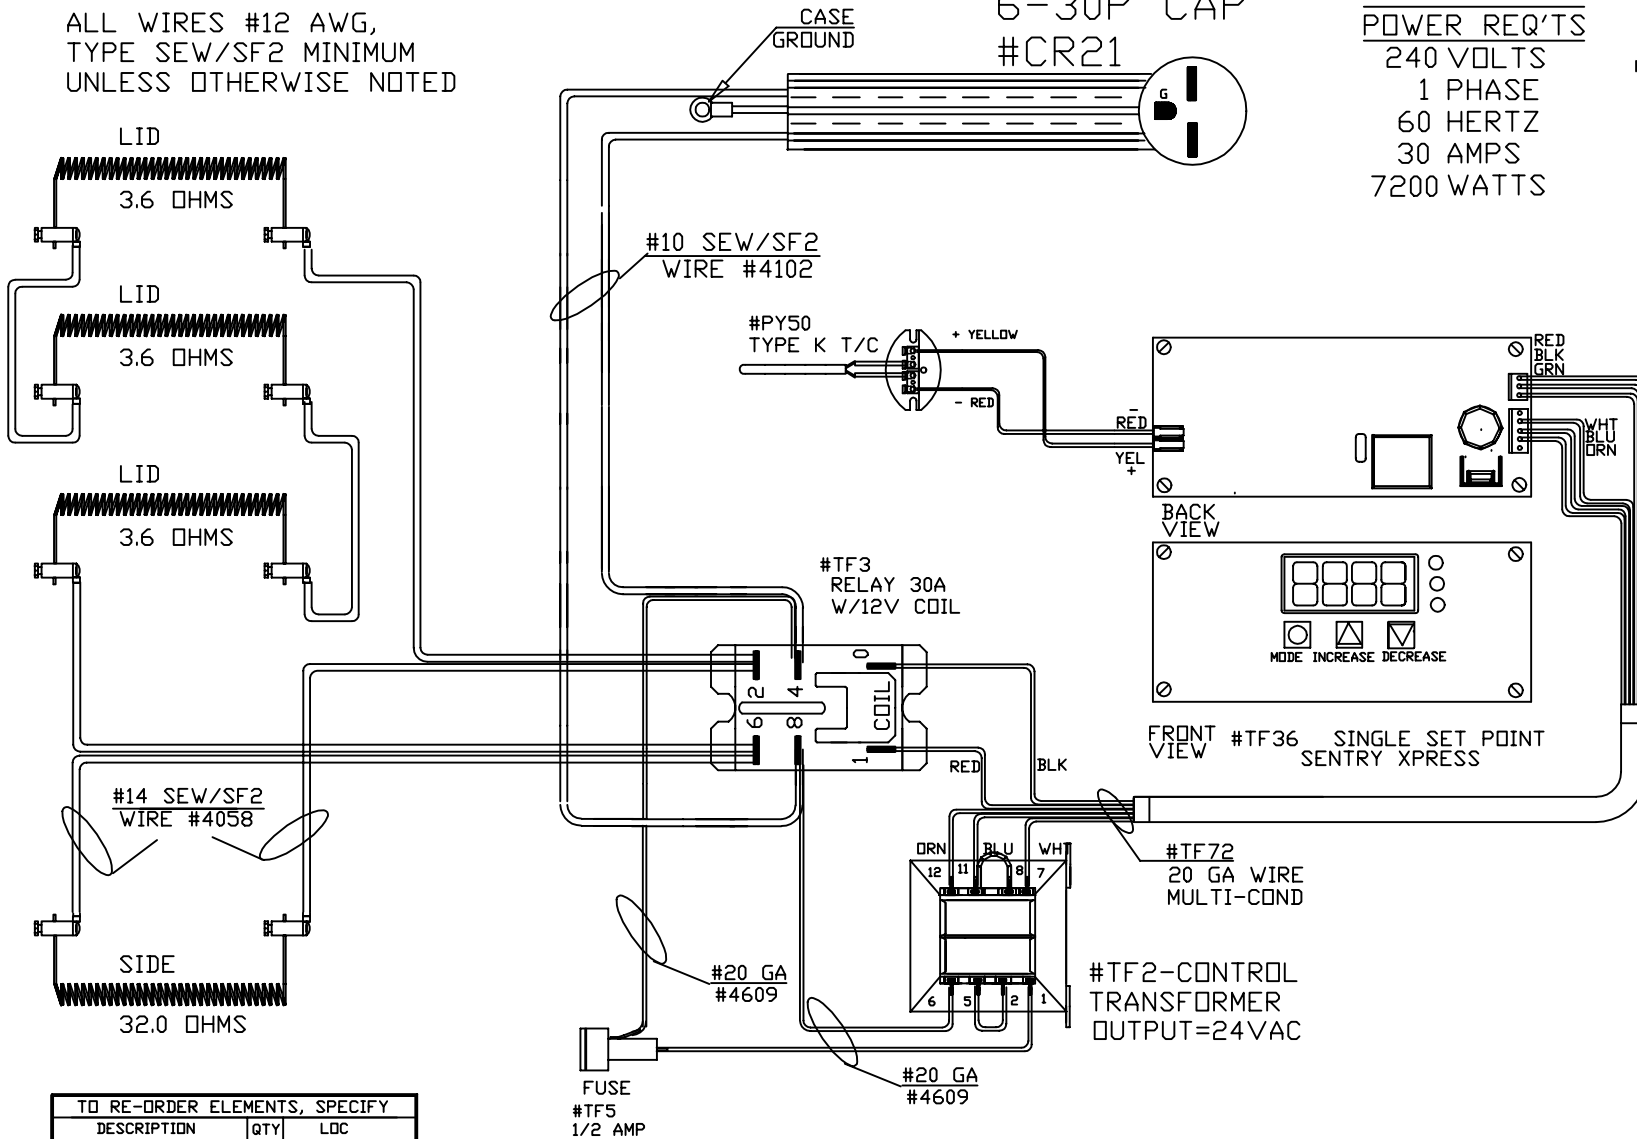 ALL WIRES #12 AWG,
TYPE SEW/SF2 MINIMUM
UNLESS OTHERWISE NOTED
CASE
GROUND
6-30P CAP
#CR21
G
POWER REQ'TS
240 VOLTS
1 PHASE
60 HERTZ
30 AMPS
7200 WATTS
LID
3.6 OHMS
LID
3.6 OHMS
LID
3.6 OHMS
#10 SEW/SF2
WIRE #4102
#PY50
TYPE K T/C
+ YELLOW
- RED
-
RED
YEL
+
RED
BLK
GRN
WHT
BLU
ORN
BACK
VIEW
#TF3
RELAY 30A
W/12V COIL
MODE INCREASE DECREASE
FRONT
VIEW
#TF36 SINGLE SET POINT
SENTRY XPRESS
2 4 0
6 8 1
COIL
RED
BLK
#14 SEW/SF2
WIRE #4058
#TF72
20 GA WIRE
MULTI-COND
ORN BLU WHT
12 11 8 7
6 5 2 1
#TF2-CONTROL
TRANSFORMER
OUTPUT=24VAC
SIDE
32.0 OHMS
#20 GA
#4609
#20 GA
#4609
FUSE
#TF5
1/2 AMP
TO RE-ORDER ELEMENTS, SPECIFY
DESCRIPTION QTY LOC